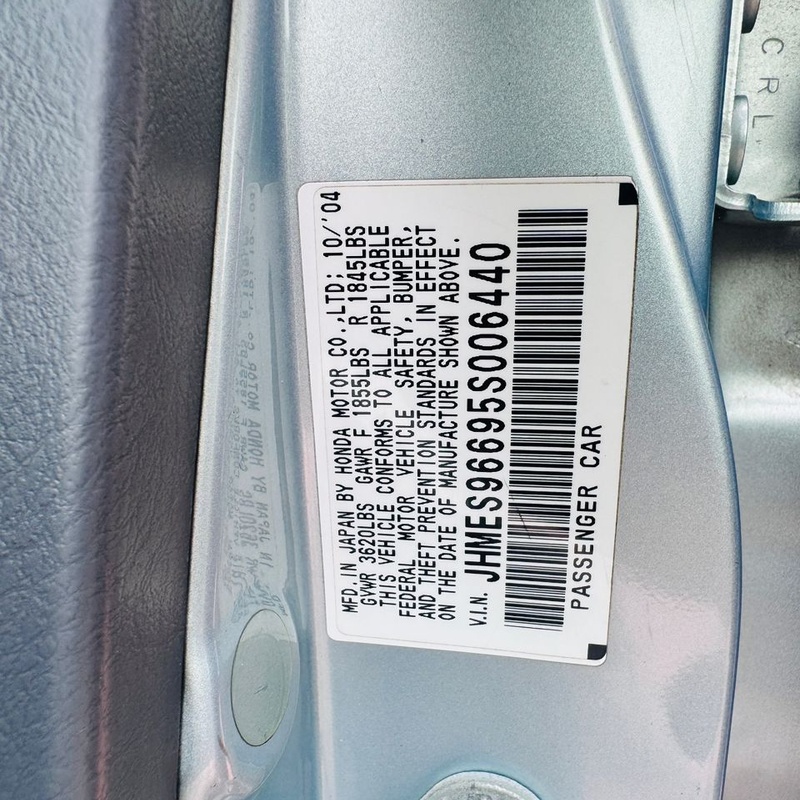 MFD. IN JAPAN BY HONDA MOTOR CO.,LTD; 10/'04
GVWR 3620LBS GAWR F 1855LBS R 1845LBS
THIS VEHICLE CONFORMS TO ALL APPLICABLE
FEDERAL MOTOR VEHICLE SAFETY, BUMPER,
AND THEFT PREVENTION STANDARDS IN EFFECT
ON THE DATE OF MANUFACTURE SHOWN ABOVE.
V.I.N. JHMES96695S006440
PASSENGER CAR
C R L